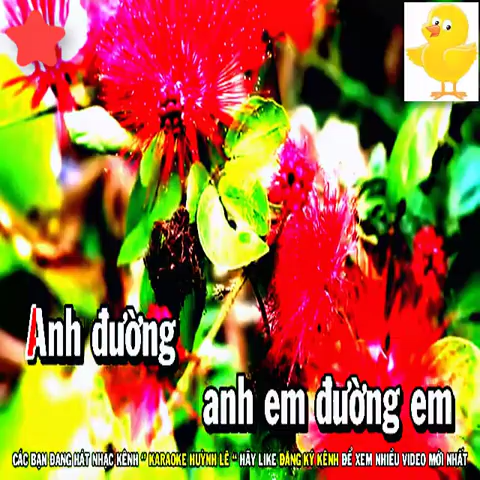 Anh đường
anh em đường em
CÁC BẠN ĐANG HÁT NHẠC KÊNH " KARAOKE HUỲNH LÊ " HÃY LIKE ĐĂNG KÝ KÊNH ĐỂ XEM NHIỀU VIDEO MỚI NHẤT